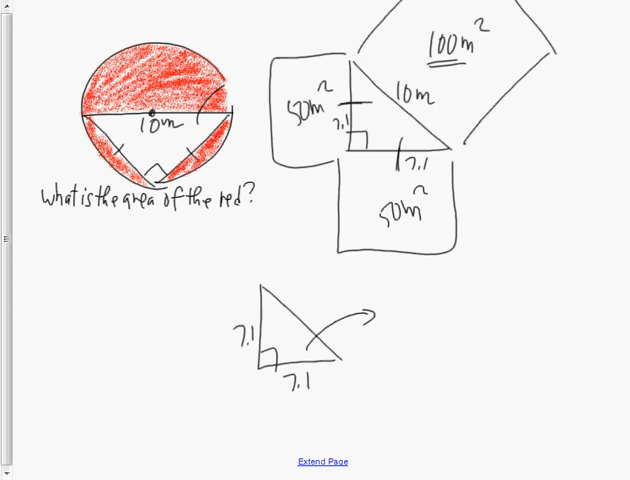 10m
What is the area of the red?
100m²
50m²
10m
7.1
7.1
50m²
7.1
7.1
Extend Page